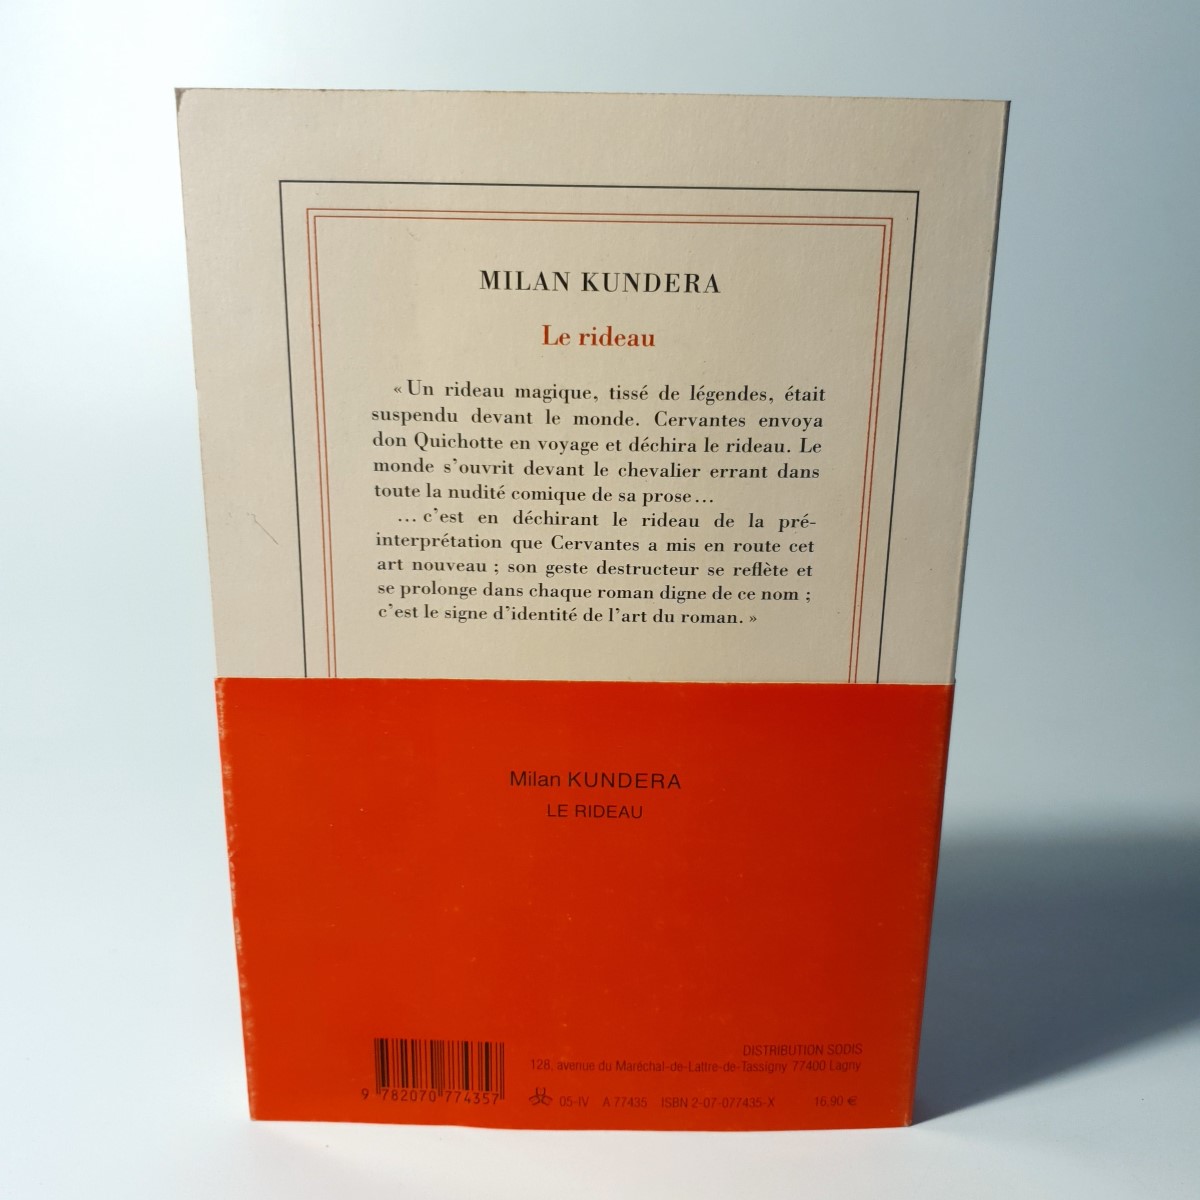 MILAN KUNDERA
Le rideau
« Un rideau magique, tissé de légendes, était
suspendu devant le monde. Cervantes envoya
don Quichotte en voyage et déchira le rideau. Le
monde s'ouvrit devant le chevalier errant dans
toute la nudité comique de sa prose...
... c'est en déchirant le rideau de la pré-
interprétation que Cervantes a mis en route cet
art nouveau ; son geste destructeur se reflète et
se prolonge dans chaque roman digne de ce nom ;
c'est le signe d'identité de l'art du roman. »
Milan KUNDERA
LE RIDEAU
DISTRIBUTION SODIS
128, avenue du Maréchal-de-Lattre-de-Tassigny 77400 Lagny
9 782070 774357
05-IV A 77435 ISBN 2-07-077435-X 16,90 €